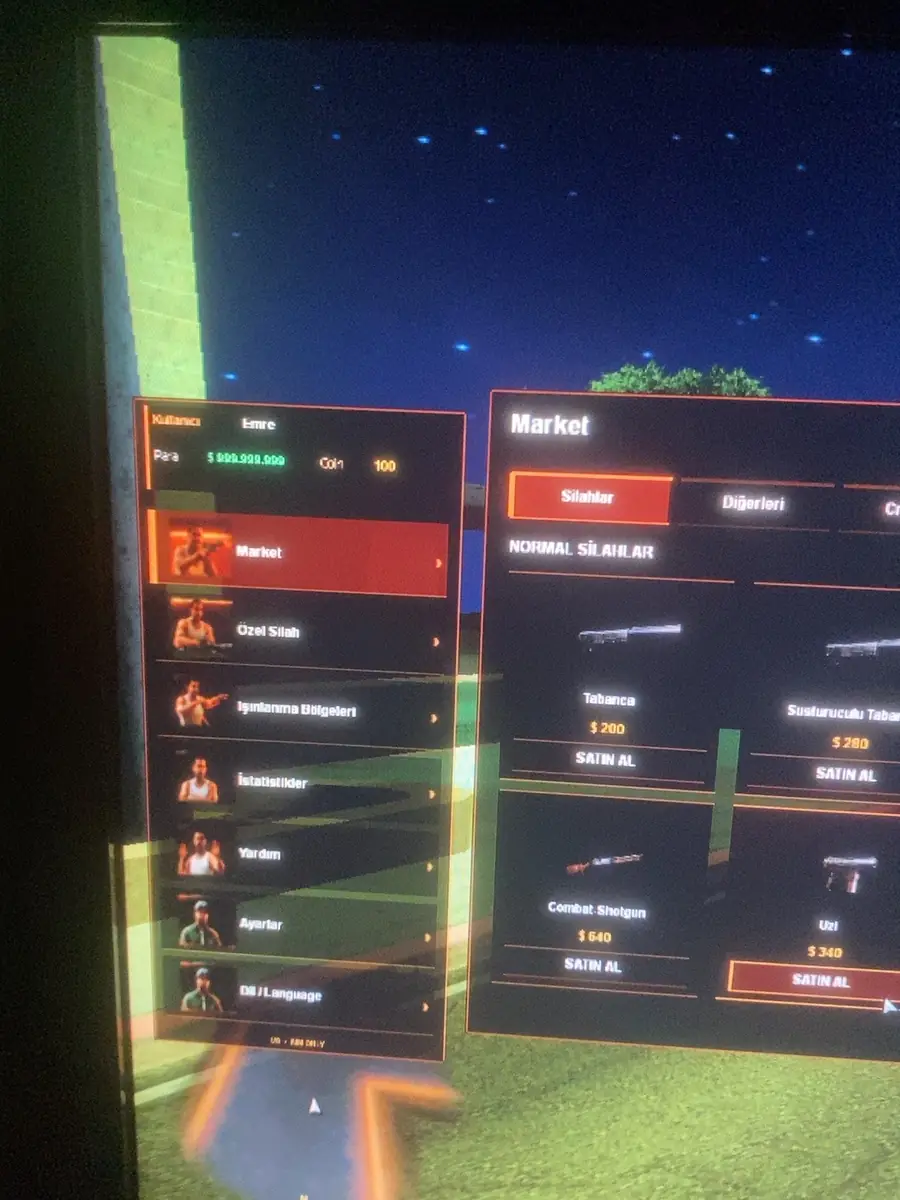 Kullanıcı Emre
Para $ 999.999.999 Coin 100
Market
Özel Silah
Işınlanma Bölgeleri
İstatistikler
Yardım
Ayarlar
Dil / Language
Market
Silahlar Diğerleri
NORMAL SİLAHLAR
Tabanca
$ 200
SATIN AL
Susturuculu Taban
$ 280
SATIN AL
Combat Shotgun
$ 640
SATIN AL
Uzi
$ 340
SATIN AL